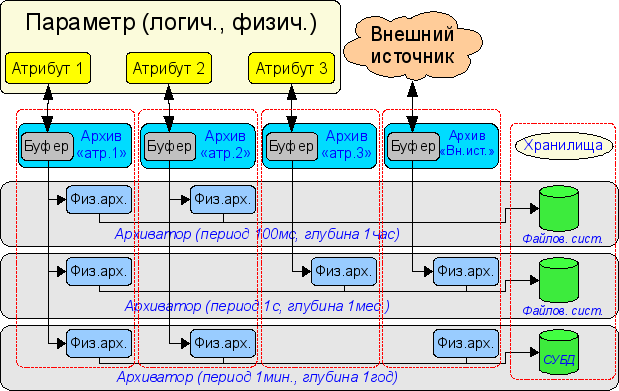 Параметр (логич., физич.)
Атрибут 1
Атрибут 2
Атрибут 3
Внешний
источник
Буфер
Архив
«атр.1»
Буфер
Архив
«атр.2»
Буфер
Архив
«атр.3»
Буфер
Архив
«Вн.ист.»
Хранилища
Физ.арх.
Физ.арх.
Архиватор (период 100мс, глубина 1час)
Файлов. сист.
Физ.арх.
Физ.арх.
Физ.арх.
Архиватор (период 1с, глубина 1мес.)
Файлов. сист.
Физ.арх.
Физ.арх.
Физ.арх.
СУБД
Архиватор (период 1мин., глубина 1год)